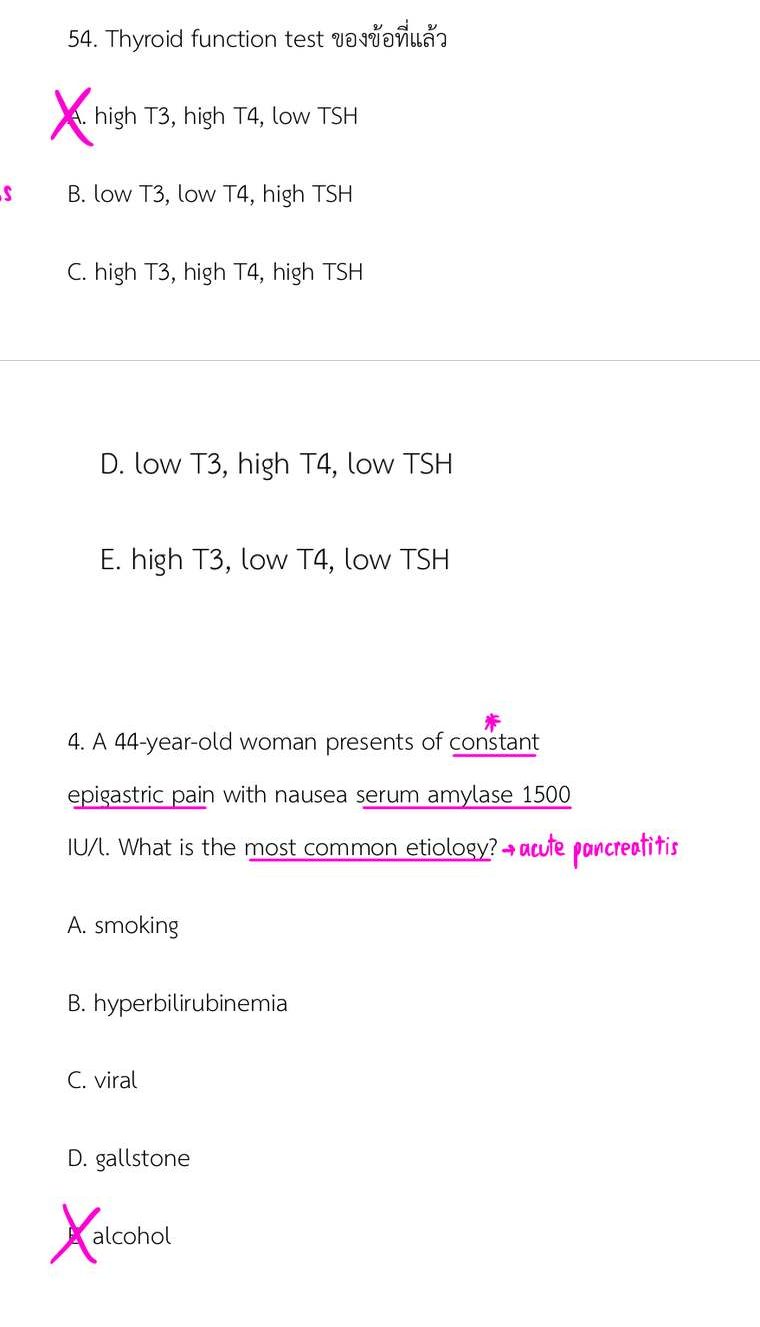 54. Thyroid function test ของข้อที่แล้ว
A. high T3, high T4, low TSH
B. low T3, low T4, high TSH
C. high T3, high T4, high TSH
D. low T3, high T4, low TSH
E. high T3, low T4, low TSH
4. A 44-year-old woman presents of constant
epigastric pain with nausea serum amylase 1500
IU/l. What is the most common etiology? → acute pancreatitis
A. smoking
B. hyperbilirubinemia
C. viral
D. gallstone
E alcohol